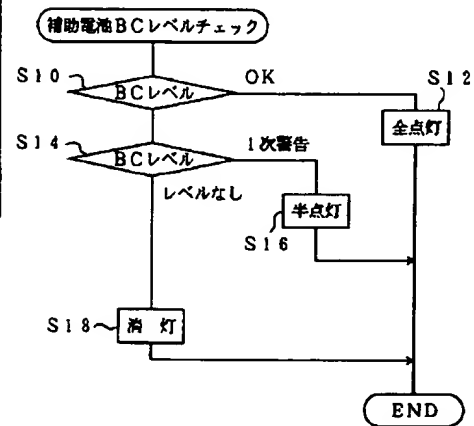 補助電池BCレベルチェック
S10
BCレベル
OK
S12
全点灯
S14
BCレベル
1次警告
レベルなし
半点灯
S16
S18
消 灯
END